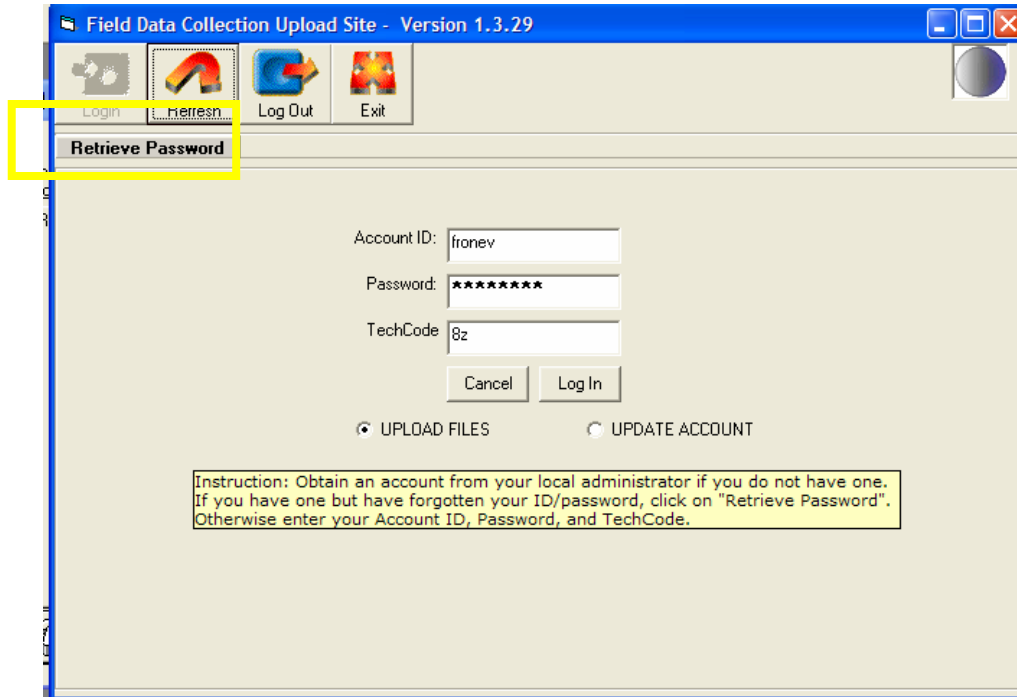 Field Data Collection Upload Site - Version 1.3.29
Login Refresh Log Out Exit
Retrieve Password
Account ID: fronev
Password: ********
TechCode 8z
Cancel Log In
UPLOAD FILES UPDATE ACCOUNT
Instruction: Obtain an account from your local administrator if you do not have one.
If you have one but have forgotten your ID/password, click on "Retrieve Password".
Otherwise enter your Account ID, Password, and TechCode.